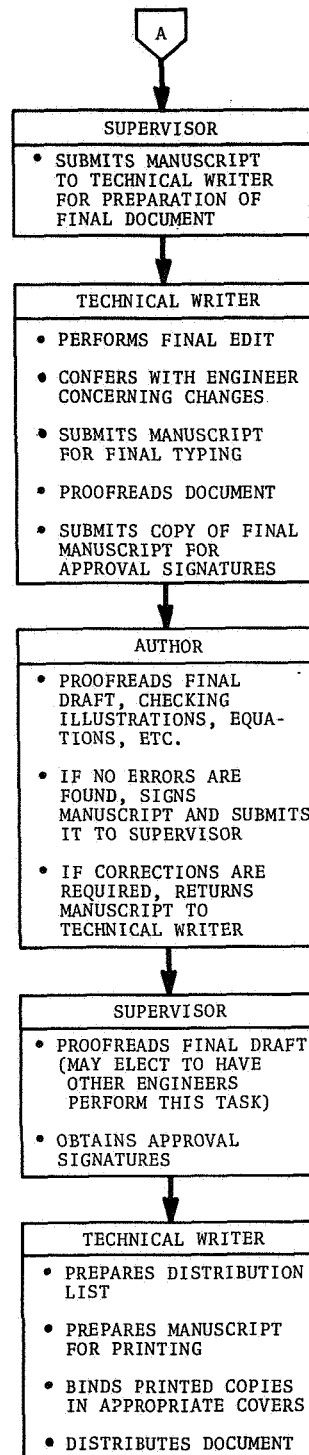 A
SUPERVISOR
• SUBMITS MANUSCRIPT
TO TECHNICAL WRITER
FOR PREPARATION OF
FINAL DOCUMENT
TECHNICAL WRITER
• PERFORMS FINAL EDIT
• CONFERS WITH ENGINEER
CONCERNING CHANGES
• SUBMITS MANUSCRIPT
FOR FINAL TYPING
• PROOFREADS DOCUMENT
• SUBMITS COPY OF FINAL
MANUSCRIPT FOR
APPROVAL SIGNATURES
AUTHOR
• PROOFREADS FINAL
DRAFT, CHECKING
ILLUSTRATIONS, EQUA-
TIONS, ETC.
• IF NO ERRORS ARE
FOUND, SIGNS
MANUSCRIPT AND SUBMITS
IT TO SUPERVISOR
• IF CORRECTIONS ARE
REQUIRED, RETURNS
MANUSCRIPT TO
TECHNICAL WRITER
SUPERVISOR
• PROOFREADS FINAL DRAFT
(MAY ELECT TO HAVE
OTHER ENGINEERS
PERFORM THIS TASK)
• OBTAINS APPROVAL
SIGNATURES
TECHNICAL WRITER
• PREPARES DISTRIBUTION
LIST
• PREPARES MANUSCRIPT
FOR PRINTING
• BINDS PRINTED COPIES
IN APPROPRIATE COVERS
• DISTRIBUTES DOCUMENT